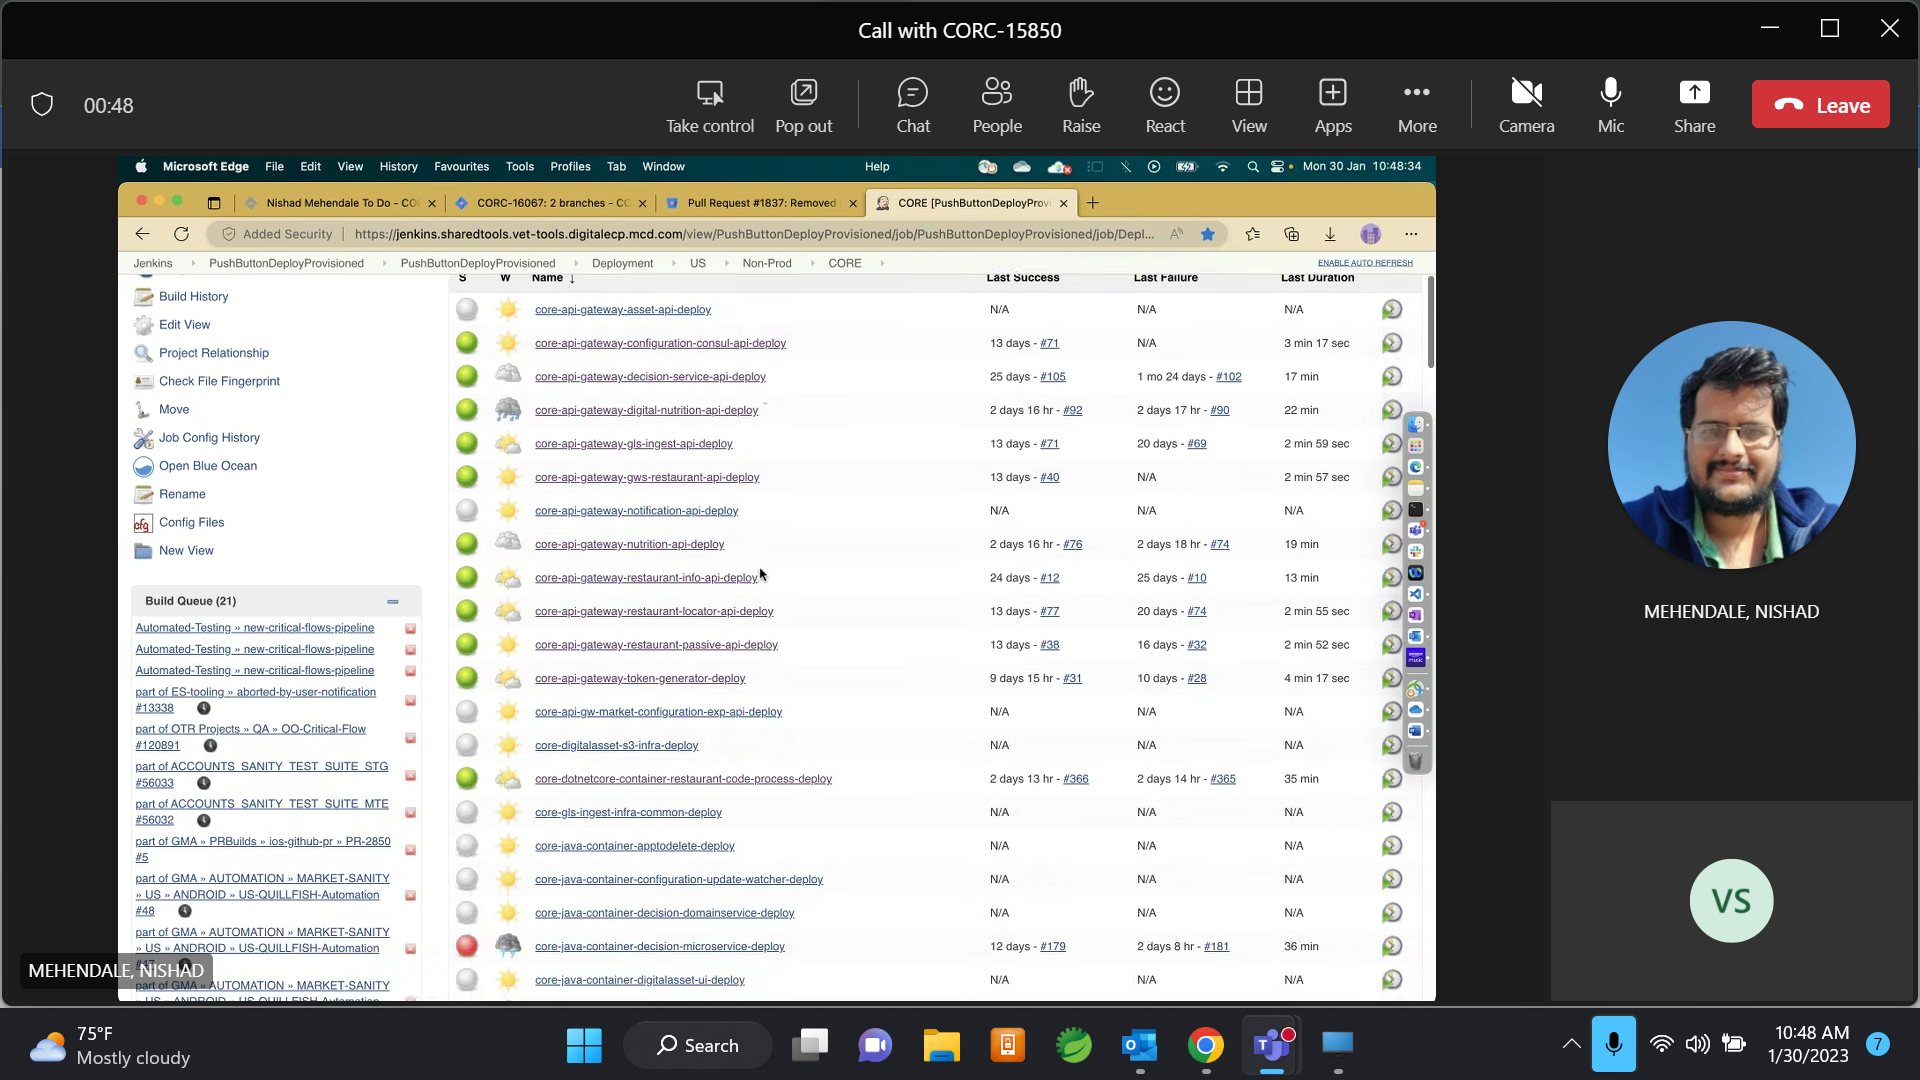 Call with CORC-15850
00:48
Take control
Pop out
Chat
People
Raise
React
View
Apps
More
Camera
Mic
Share
Leave
Microsoft Edge File Edit View History Favourites Tools Profiles Tab Window Help Mon 30 Jan 10:48:34
Nishad Mehendale To Do - CO
CORC-16067: 2 branches - CO
Pull Request #1837: Removed
CORE [PushButtonDeployProvi
Added Security https://jenkins.sharedtools.vet-tools.digitalecp.mcd.com/view/PushButtonDeployProvisioned/job/PushButtonDeployProvisioned/job/Depl...
Jenkins PushButtonDeployProvisioned PushButtonDeployProvisioned Deployment US Non-Prod CORE ENABLE AUTO REFRESH
Build History
Edit View
Project Relationship
Check File Fingerprint
Move
Job Config History
Open Blue Ocean
Rename
Config Files
New View
Build Queue (21)
Automated-Testing » new-critical-flows-pipeline
Automated-Testing » new-critical-flows-pipeline
Automated-Testing » new-critical-flows-pipeline
part of ES-tooling » aborted-by-user-notification
#13338
part of OTR Projects » QA » OO-Critical-Flow
#120891
part of ACCOUNTS_SANITY_TEST_SUITE_STG
#56033
part of ACCOUNTS_SANITY_TEST_SUITE_MTE
#56032
part of GMA » PRBuilds » ios-github-pr » PR-2850
#5
part of GMA » AUTOMATION » MARKET-SANITY
» US » ANDROID » US-QUILLFISH-Automation
#48
part of GMA » AUTOMATION » MARKET-SANITY
» US » ANDROID » US-QUILLFISH-Automation
part of GMA » AUTOMATION » MARKET-SANITY
» US » ANDROID » US-QUILLFISH-Automation
S W Name ↓ Last Success Last Failure Last Duration
core-api-gateway-asset-api-deploy N/A N/A N/A
core-api-gateway-configuration-consul-api-deploy 13 days - #71 N/A 3 min 17 sec
core-api-gateway-decision-service-api-deploy 25 days - #105 1 mo 24 days - #102 17 min
core-api-gateway-digital-nutrition-api-deploy 2 days 16 hr - #92 2 days 17 hr - #90 22 min
core-api-gateway-gls-ingest-api-deploy 13 days - #71 20 days - #69 2 min 59 sec
core-api-gateway-gws-restaurant-api-deploy 13 days - #40 N/A 2 min 57 sec
core-api-gateway-notification-api-deploy N/A N/A N/A
core-api-gateway-nutrition-api-deploy 2 days 16 hr - #76 2 days 18 hr - #74 19 min
core-api-gateway-restaurant-info-api-deploy 24 days - #12 25 days - #10 13 min
core-api-gateway-restaurant-locator-api-deploy 13 days - #77 20 days - #74 2 min 55 sec
core-api-gateway-restaurant-passive-api-deploy 13 days - #38 16 days - #32 2 min 52 sec
core-api-gateway-token-generator-deploy 9 days 15 hr - #31 10 days - #28 4 min 17 sec
core-api-gw-market-configuration-exp-api-deploy N/A N/A N/A
core-digitalasset-s3-infra-deploy N/A N/A N/A
core-dotnetcore-container-restaurant-code-process-deploy 2 days 13 hr - #366 2 days 14 hr - #365 35 min
core-gls-ingest-infra-common-deploy N/A N/A N/A
core-java-container-apptodelete-deploy N/A N/A N/A
core-java-container-configuration-update-watcher-deploy N/A N/A N/A
core-java-container-decision-domainservice-deploy N/A N/A N/A
core-java-container-decision-microservice-deploy 12 days - #179 2 days 8 hr - #181 36 min
core-java-container-digitalasset-ui-deploy N/A N/A N/A
MEHENDALE, NISHAD
VS
MEHENDALE, NISHAD
75°F
Mostly cloudy
Search
10:48 AM
1/30/2023
7